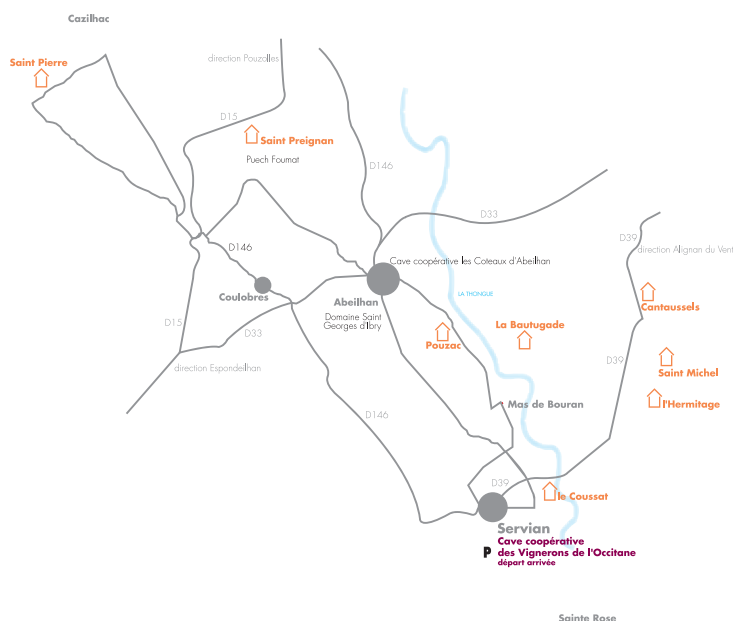 Cazilhac
direction Pouzolles
Saint Pierre
D15
Saint Preignan
Puech Foumat
D146
D33
D39
direction Alignan du Vent
D146
Cave coopérative les Coteaux d'Abeilhan
Coulobres
Abeilhan
LA THONGUE
Cantaussels
Domaine Saint
Georges d'Ibry
D15
D33
La Bautugade
Pouzac
direction Espondeilhan
D39
Saint Michel
Mas de Bouran
l'Hermitage
D146
D39
le Coussat
Servian
Cave coopérative
P des Vignerons de l'Occitane
départ arrivée
Sainte Rose